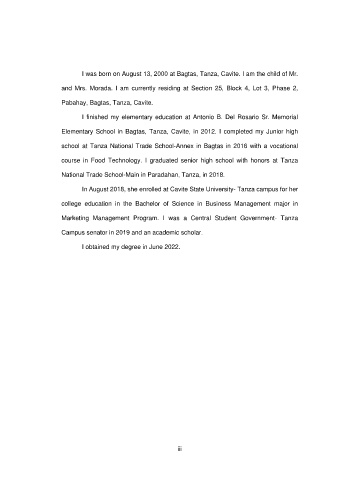 I was born on August 13, 2000 at Bagtas, Tanza, Cavite. I am the child of Mr.
and Mrs. Morada. I am currently residing at Section 25, Block 4, Lot 3, Phase 2,
Pabahay, Bagtas, Tanza, Cavite.
I finished my elementary education at Antonio B. Del Rosario Sr. Memorial
Elementary School in Bagtas, Tanza, Cavite, in 2012. I completed my Junior high
school at Tanza National Trade School-Annex in Bagtas in 2016 with a vocational
course in Food Technology. I graduated senior high school with honors at Tanza
National Trade School-Main in Paradahan, Tanza, in 2018.
In August 2018, she enrolled at Cavite State University- Tanza campus for her
college education in the Bachelor of Science in Business Management major in
Marketing Management Program. I was a Central Student Government- Tanza
Campus senator in 2019 and an academic scholar.
I obtained my degree in June 2022.
iii